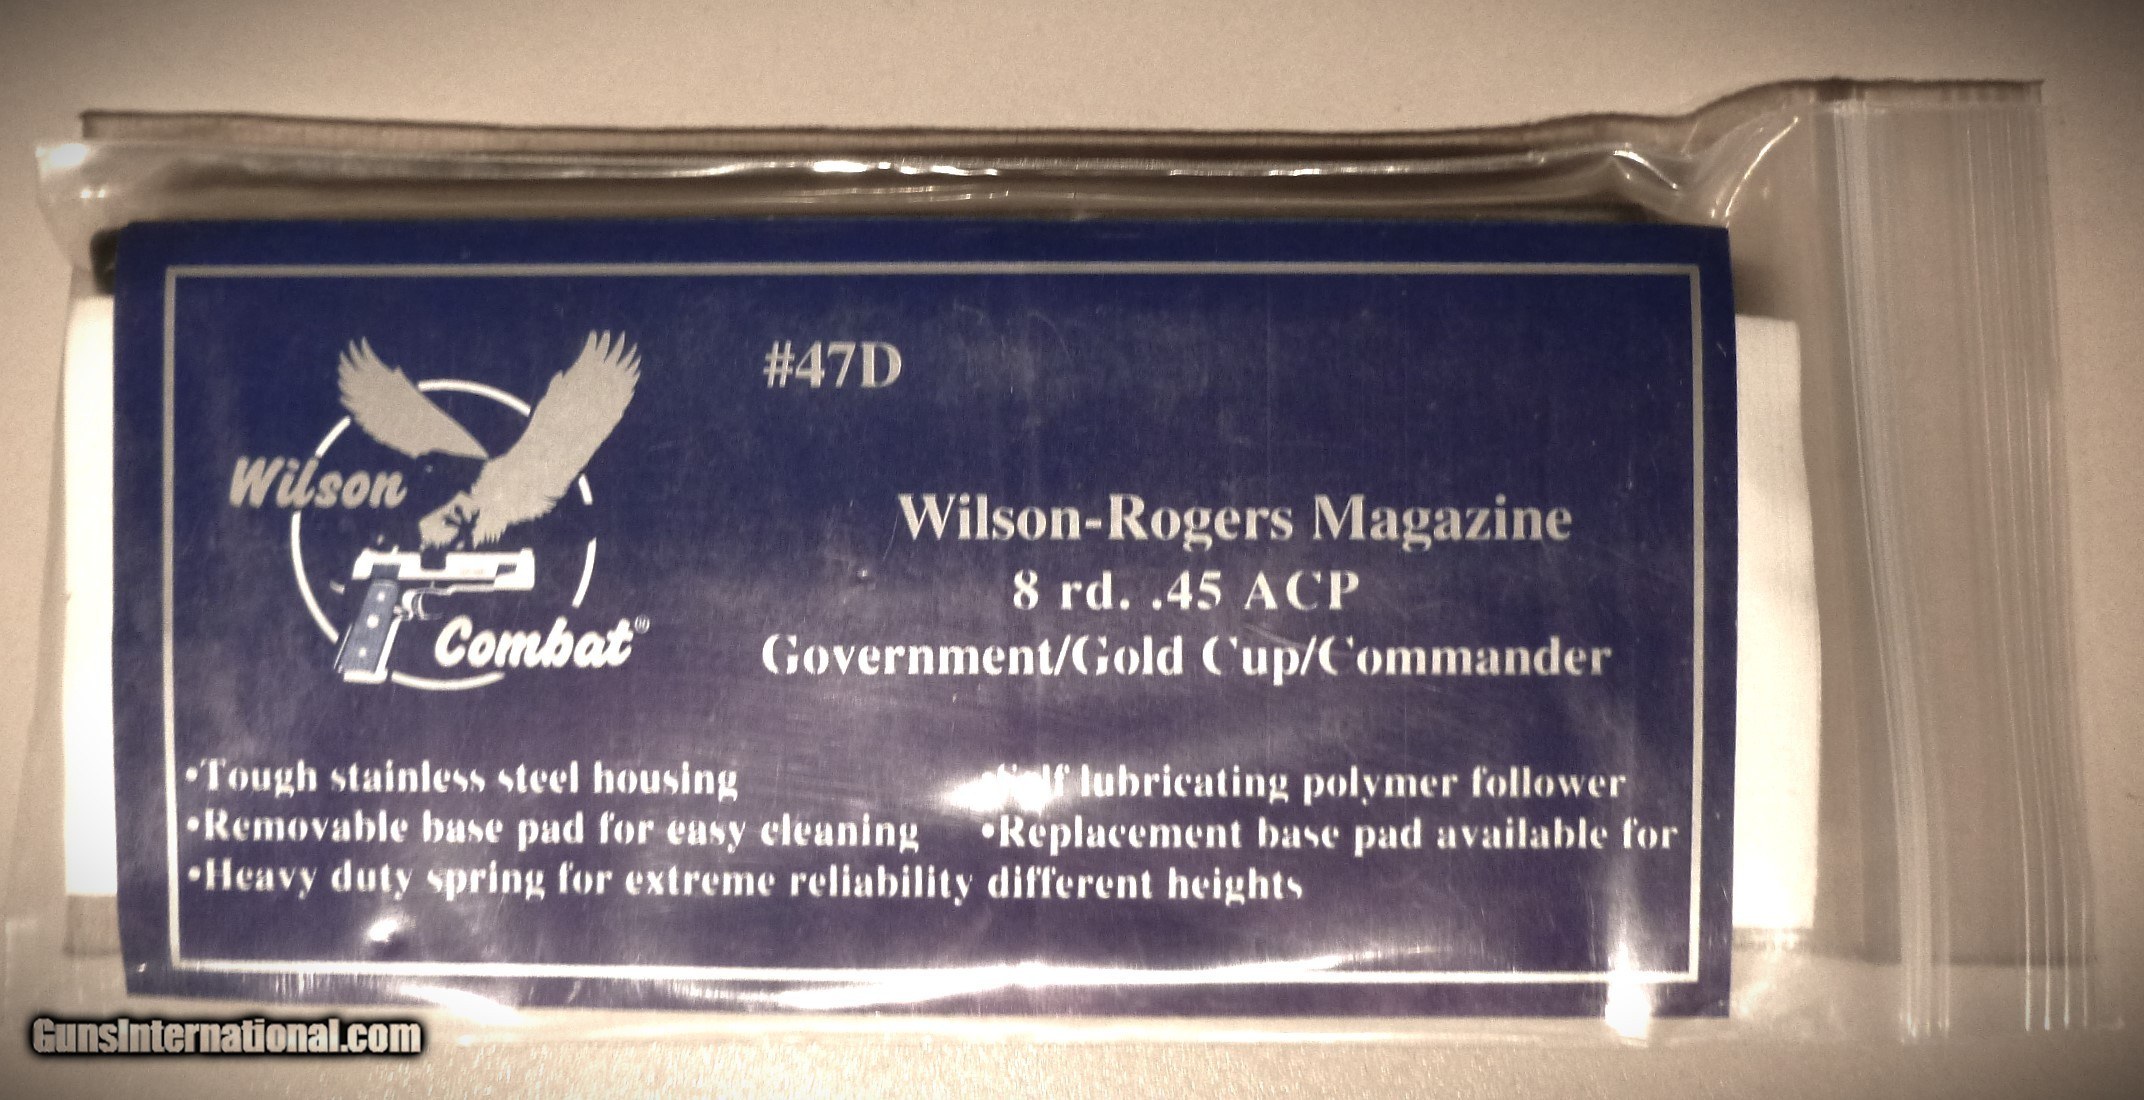 #47D
Wilson
Combat®
Wilson-Rogers Magazine
8 rd. .45 ACP
Government/Gold Cup/Commander
•Tough stainless steel housing
•Removable base pad for easy cleaning
•Heavy duty spring for extreme reliability
•Self lubricating polymer follower
•Replacement base pad available for
different heights
GunsInternational.com